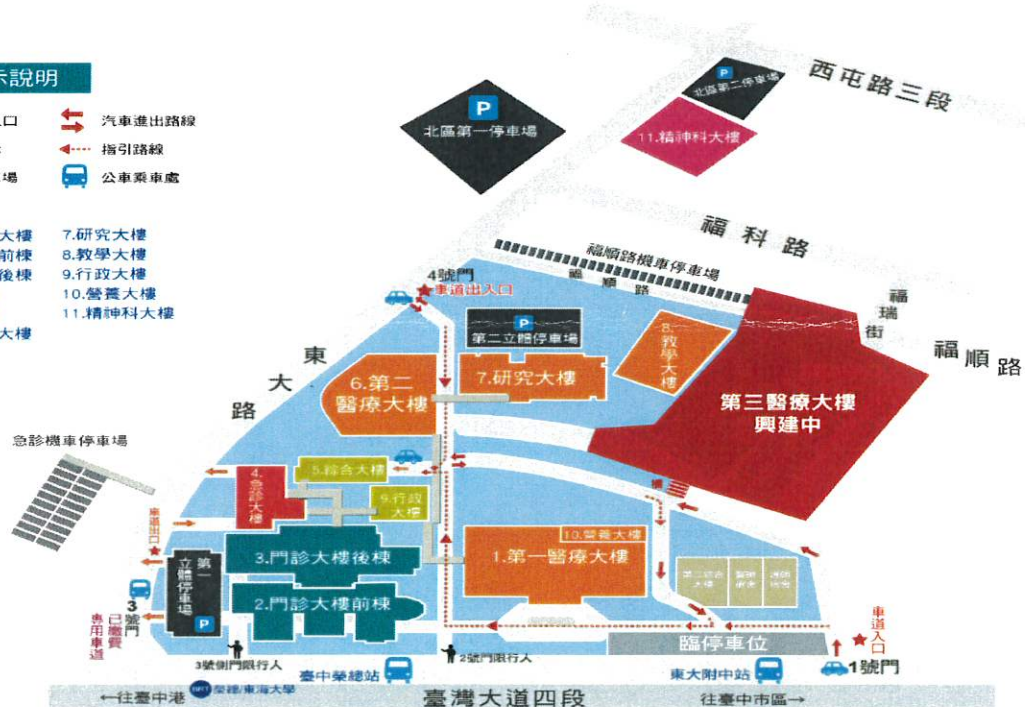 示說明
口
汽車進出路線
指引路線
場
公車乘車處
大樓
7.研究大樓
前棟
8.教學大樓
後棟
9.行政大樓
10.營養大樓
11.精神科大樓
大樓
西屯路三段
P
北區第二停車場
11.精神科大樓
P
北區第一停車場
福科路
福順路機車停車場
福順路
福瑞街
福順路
4號門
車道出入口
P
第二立體停車場
7.研究大樓
8.教學大樓
6.第二
醫療大樓
東大路
第三醫療大樓
興建中
急診機車停車場
5.綜合大樓
4.急診大樓
9.行政
大樓
車道出口
3.門診大樓後棟
2.門診大樓前棟
第一
立體停車場
P
10.營養大樓
1.第一醫療大樓
車道入口
臨停車位
1號門
3號門
已繳費
專用車道
3號側門限行人
2號門限行人
臺中榮總站
東大附中站
←往臺中港
BRT
榮總/東海大學
臺灣大道四段
往臺中市區→